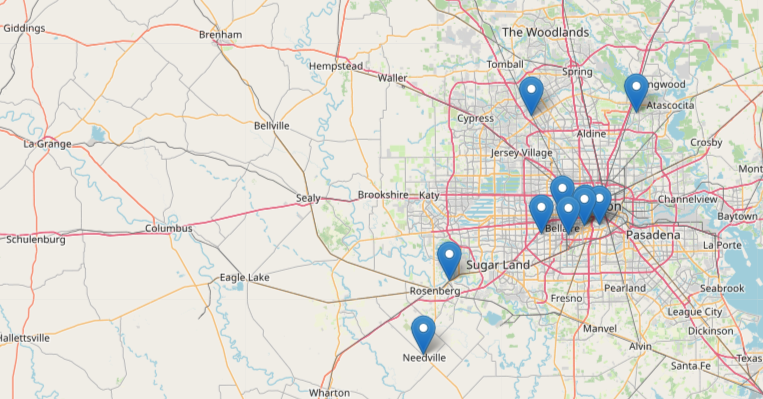 Giddings
Brenham
The Woodlands
Hempstead
Tomball
Spring
Waller
ngwood
Atascocita
Cypress
Bellville
Aldine
La Grange
Crosby
Jersey Village
Mont
Sealy
Brookshire
Katy
Channelview
on
Baytown
Columbus
Bellaire
Pasadena
Schulenburg
La Porte
Sugar Land
Eagle Lake
Rosenberg
Pearland
Seabrook
Fresno
League City
Manvel
Dickinson
Hallettsville
Alvin
Needville
Texas
Santa Fe
Wharton